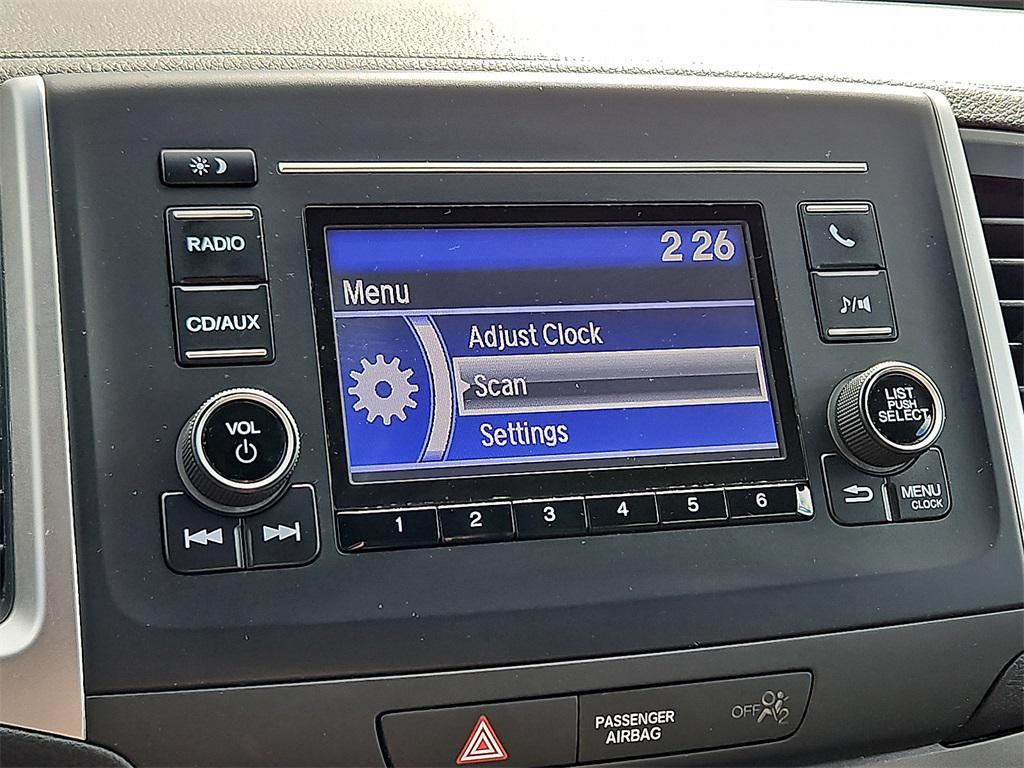 RADIO
CD/AUX
VOL
2 26
Menu
Adjust Clock
Scan
Settings
1 2 3 4 5 6
LIST
PUSH
SELECT
MENU
CLOCK
PASSENGER
AIRBAG
OFF
2